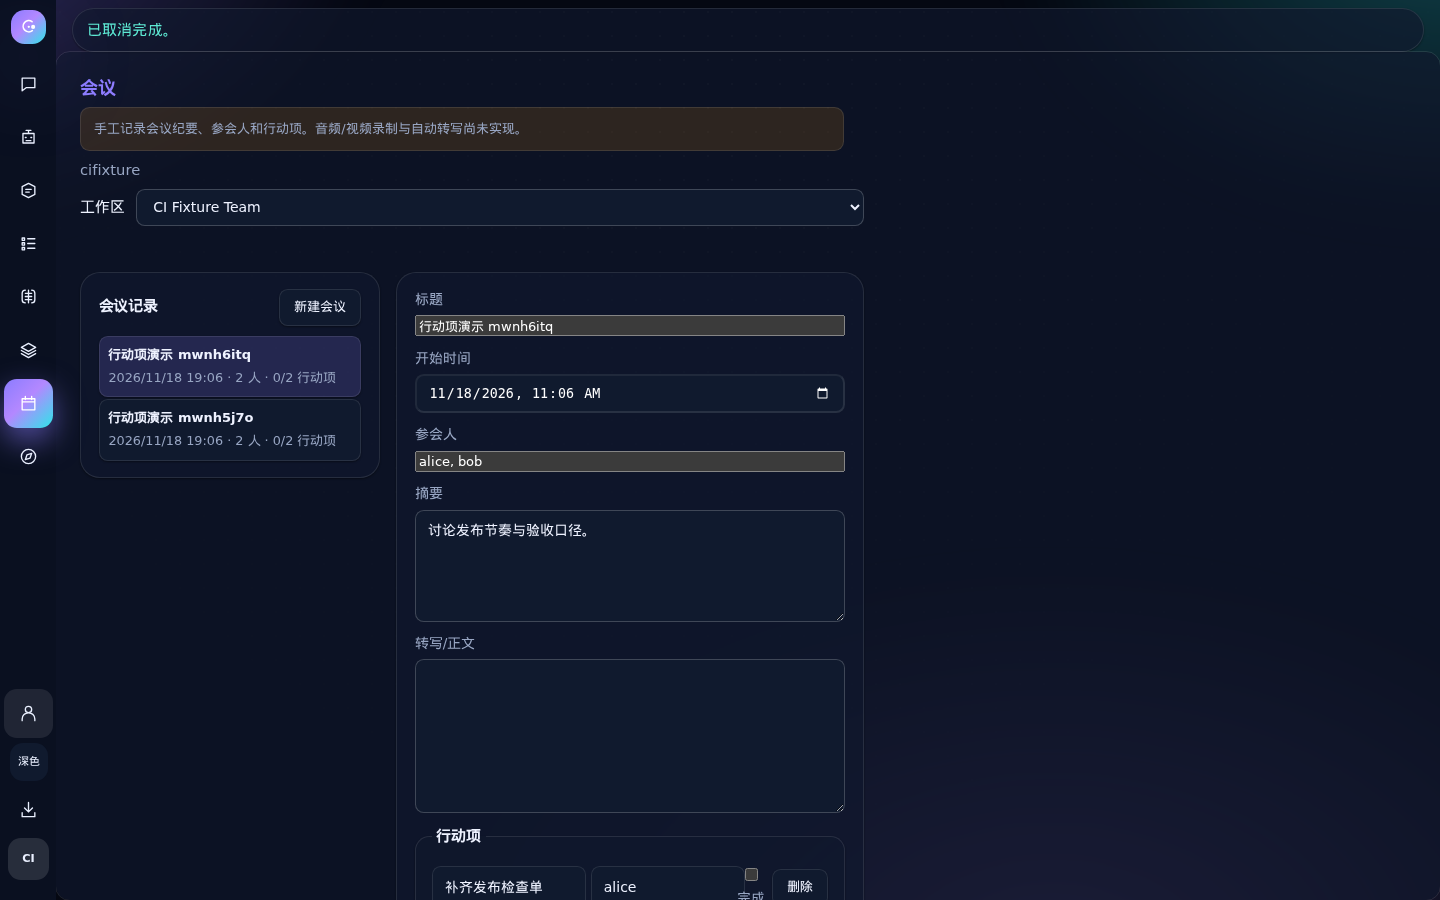 已取消完成。
会议
手工记录会议纪要、参会人和行动项。音频/视频录制与自动转写尚未实现。
cifixture
工作区
CI Fixture Team
会议记录
新建会议
行动项演示 mwnh6itq
2026/11/18 19:06 · 2 人 · 0/2 行动项
行动项演示 mwnh5j7o
2026/11/18 19:06 · 2 人 · 0/2 行动项
标题
行动项演示 mwnh6itq
开始时间
11/18/2026, 11:06 AM
参会人
alice, bob
摘要
讨论发布节奏与验收口径。
转写/正文
行动项
补齐发布检查单
alice
完成
删除
深色
CI